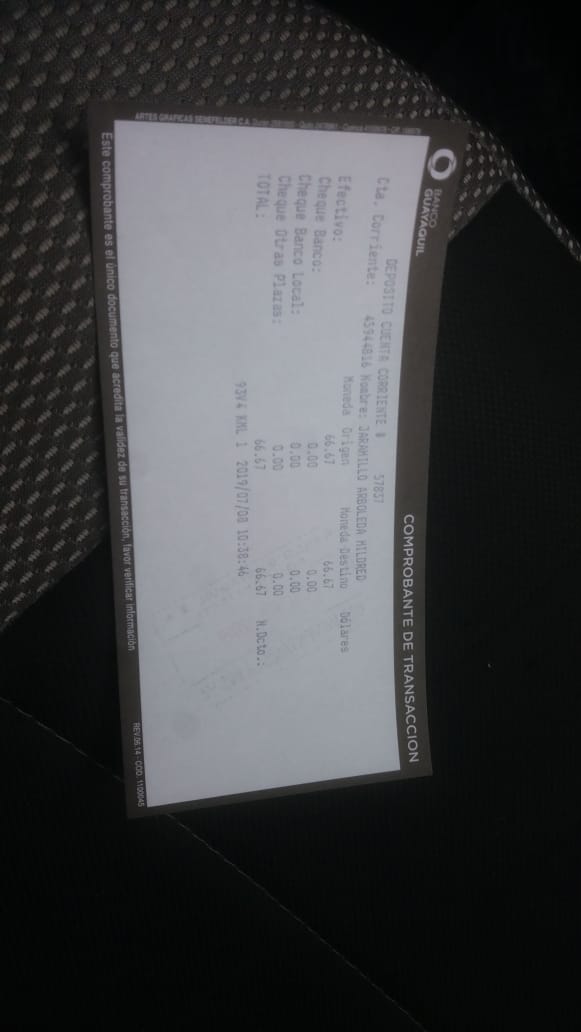 BANCO
GUAYAQUIL
COMPROBANTE DE TRANSACCION
DEPOSITO CUENTA CORRIENTE # 57837
Cta. Corriente: 45944816 Nombre: JARAMILLO ARBOLEDA MILDRED
Moneda Origen Moneda Destino Dólares
Efectivo: 66.67 66.67
Cheque Banco: 0.00 0.00
Cheque Banco Local: 0.00 0.00
Cheque Otras Plazas: 0.00 0.00
TOTAL: 66.67 66.67 N.Dcto.:
93V4 KML 1 2019/07/08 10:38:46
Este comprobante es el único documento que acredita la validez de su transacción, favor verificar información
REV.06.14 - COD. 1100045